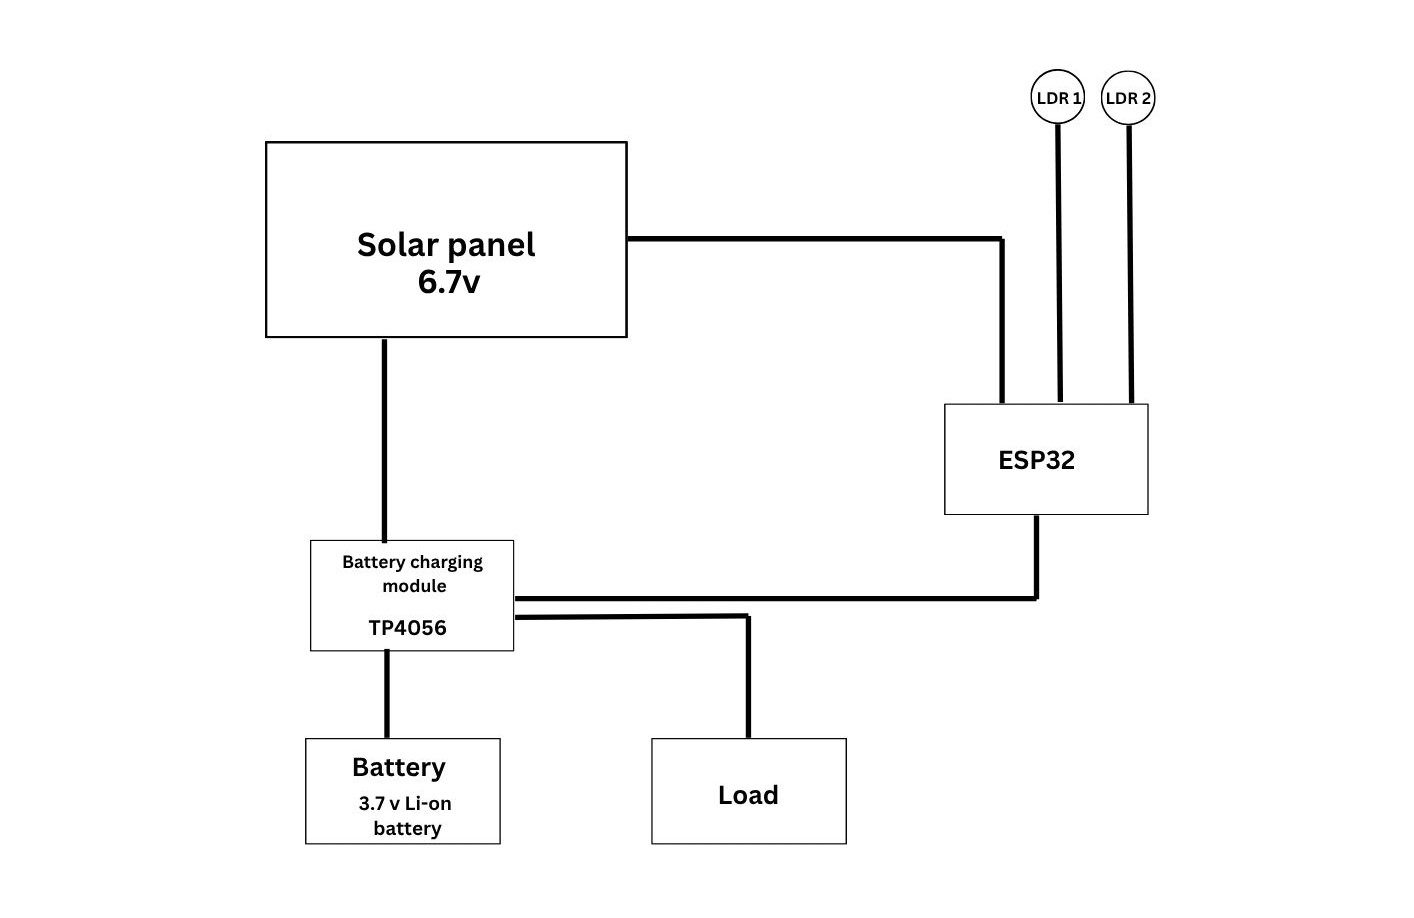 LDR 1
LDR 2
Solar panel
6.7v
ESP32
Battery charging
module
TP4056
Battery
3.7 v Li-on
battery
Load